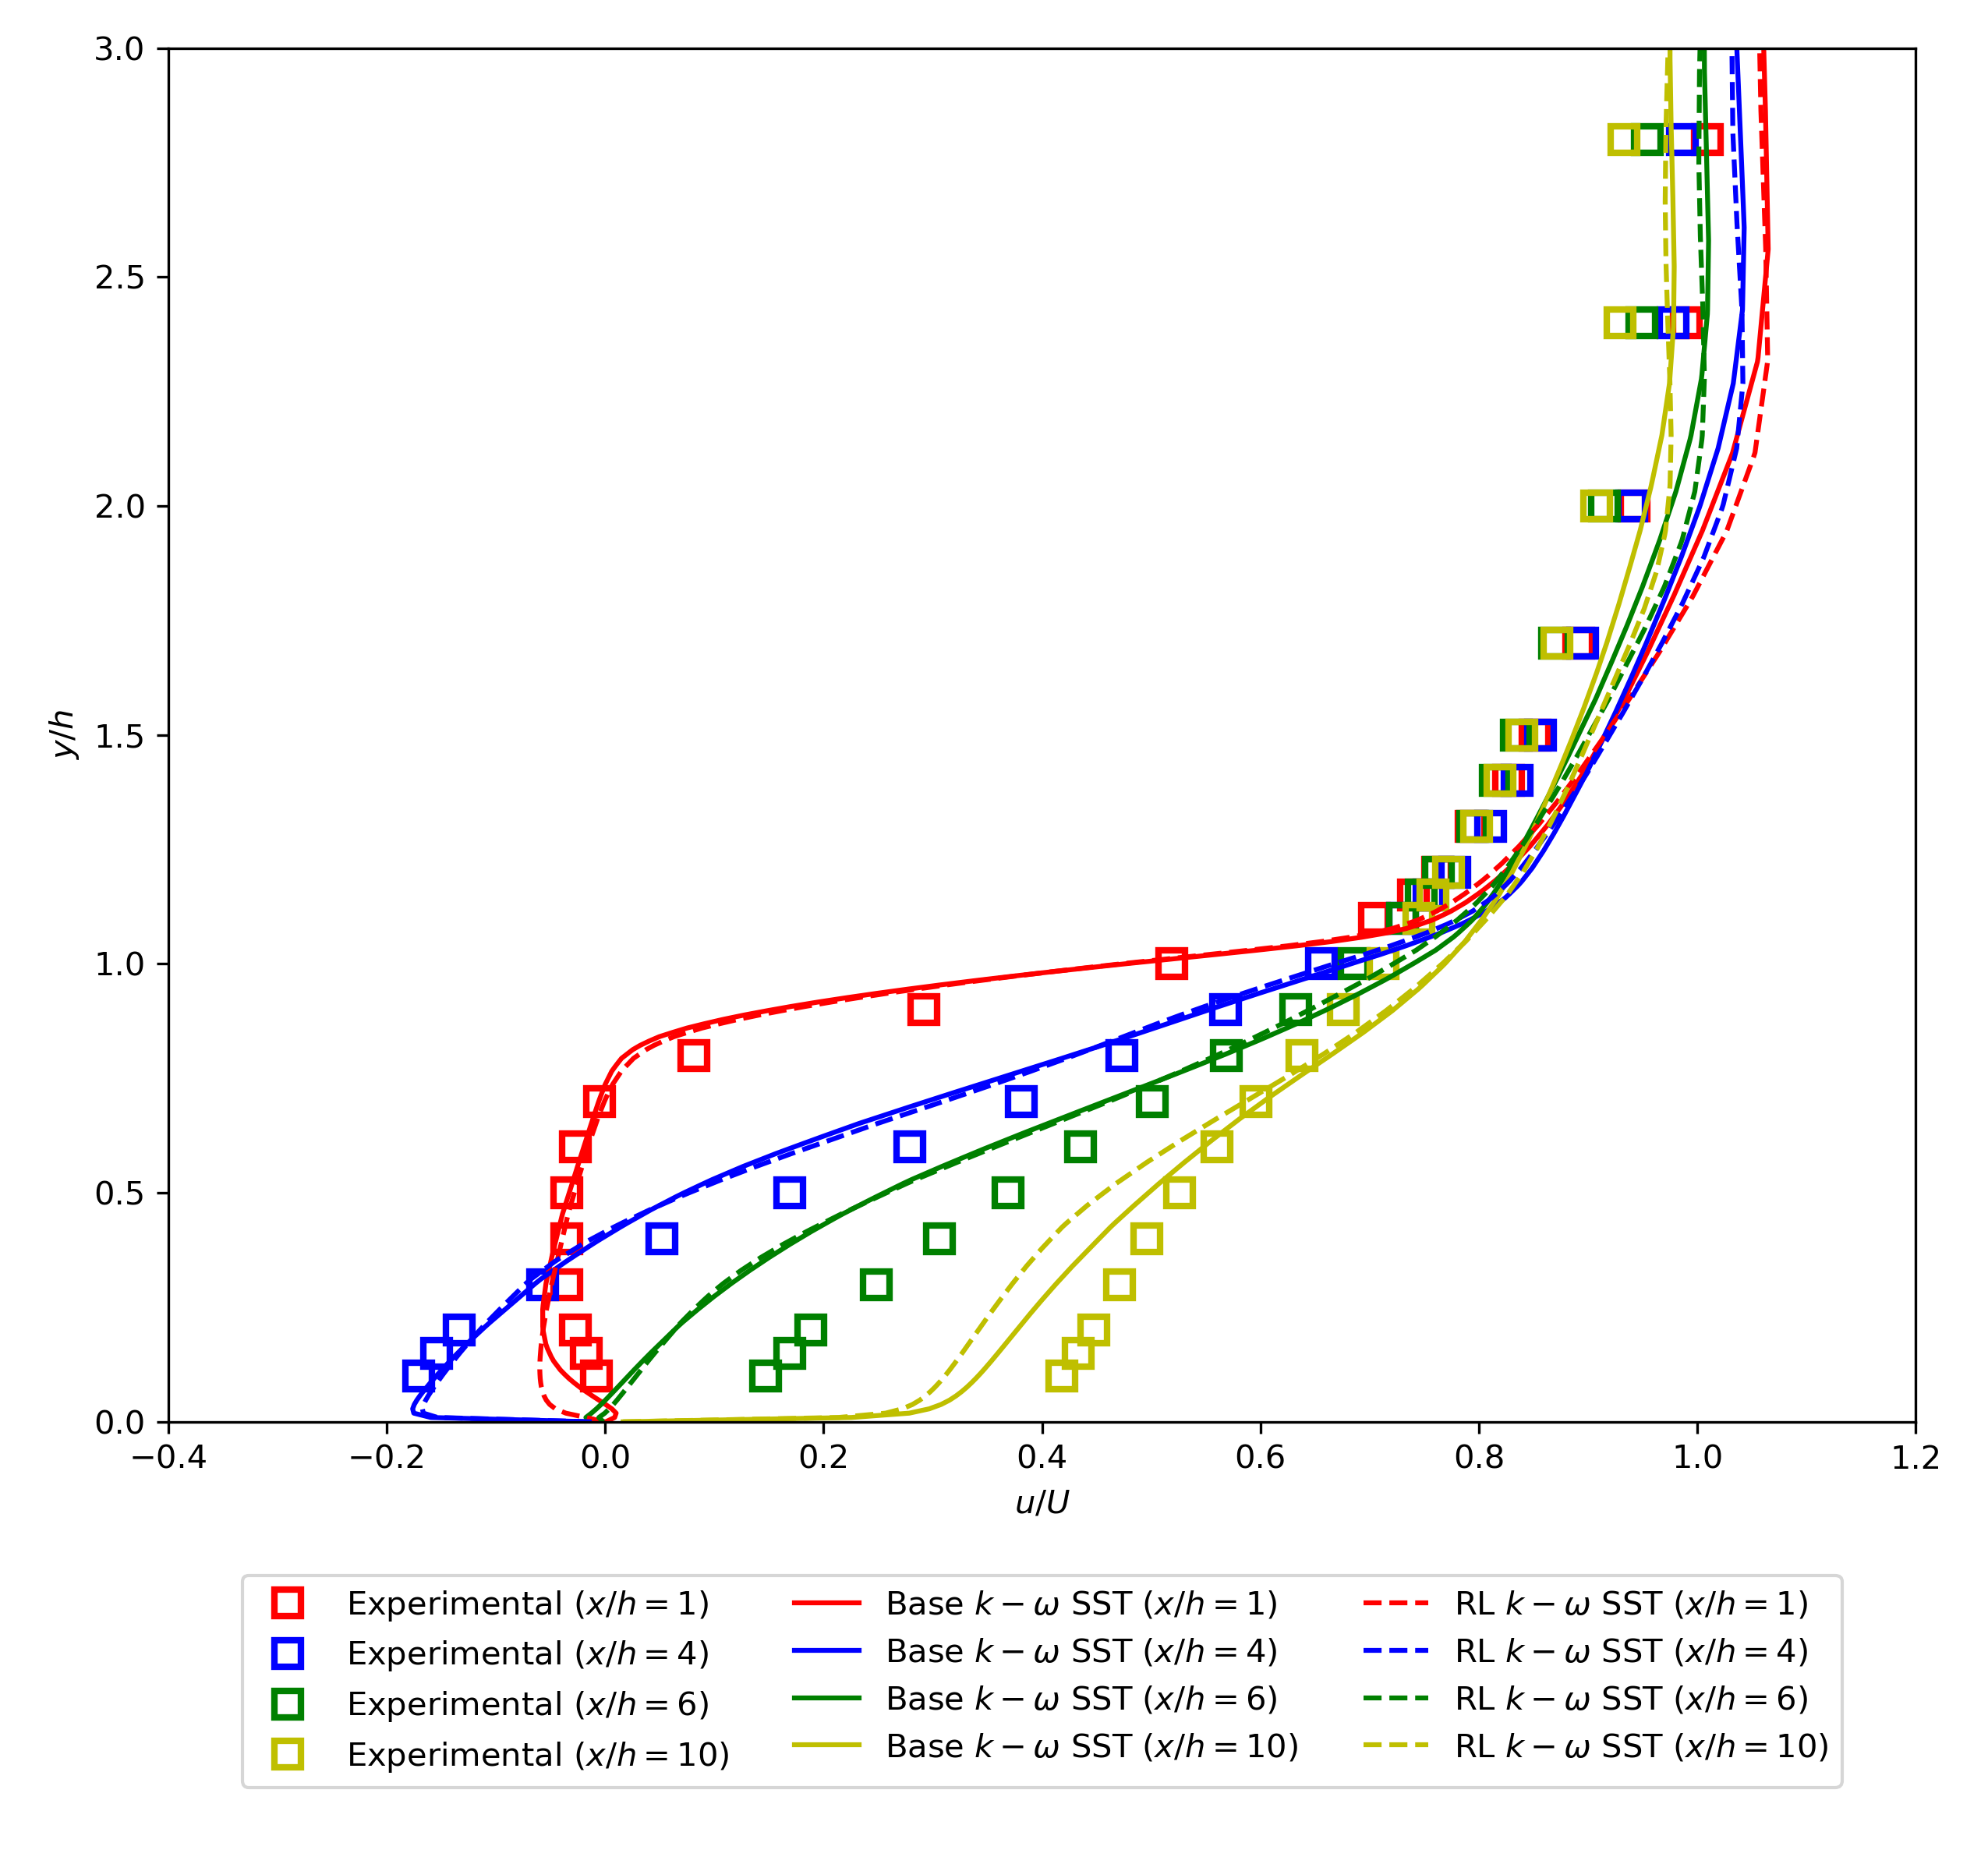 3.0
2.5
2.0
1.5
1.0
0.5
0.0
y/h
−0.4 −0.2 0.0 0.2 0.4 0.6 0.8 1.0 1.2
u/U
Experimental (x/h = 1) Base k − ω SST (x/h = 1) RL k − ω SST (x/h = 1)
Experimental (x/h = 4) Base k − ω SST (x/h = 4) RL k − ω SST (x/h = 4)
Experimental (x/h = 6) Base k − ω SST (x/h = 6) RL k − ω SST (x/h = 6)
Experimental (x/h = 10) Base k − ω SST (x/h = 10) RL k − ω SST (x/h = 10)